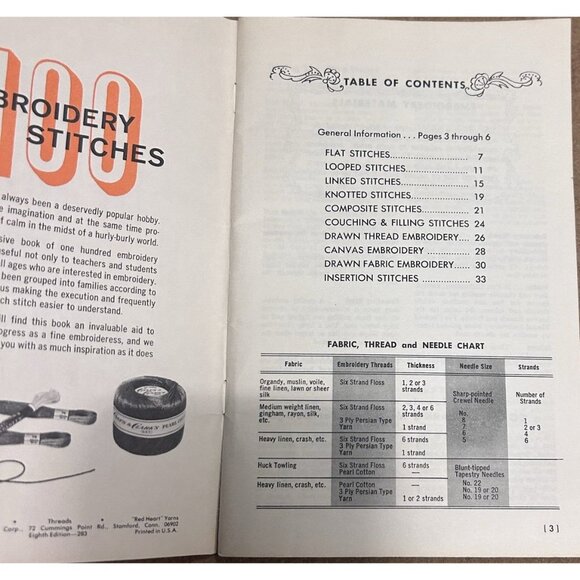 100
BROIDERY
STITCHES
always been a deservedly popular hobby.
e imagination and at the same time pro-
f calm in the midst of a hurly-burly world.
sive book of one hundred embroidery
useful not only to teachers and students
ll ages who are interested in embroidery.
been grouped into families according to
us making the execution and frequently
ch stitch easier to understand.
ill find this book an invaluable aid to
ogress as a fine embroideress, and we
you with as much inspiration as it does
Threads • "Red Heart" Yarns
Corp., 72 Cummings Point Rd., Stamford, Conn. 06902
Eighth Edition—283 Printed in U.S.A.
TABLE OF CONTENTS
General Information . . . Pages 3 through 6
FLAT STITCHES.................... 7
LOOPED STITCHES................ 11
LINKED STITCHES................. 15
KNOTTED STITCHES.............. 19
COMPOSITE STITCHES.......... 21
COUCHING & FILLING STITCHES 24
DRAWN THREAD EMBROIDERY.... 26
CANVAS EMBROIDERY .......... 28
DRAWN FABRIC EMBROIDERY..... 30
INSERTION STITCHES ............ 33
FABRIC, THREAD and NEEDLE CHART
Fabric Embroidery Threads Thickness Needle Size Strands
Organdy, muslin, voile, Six Strand Floss 1, 2 or 3
fine linen, lawn or sheer strands
silk Sharp-pointed Number of
Crewel Needle Strands
Medium weight linen, Six Strand Floss 2, 3, 4 or 6
gingham, rayon, silk, strands No.
etc. 3 Ply Persian Type 8 1
Yarn 1 strand 7 2 or 3
6 4
Heavy linen, crash, etc. Six Strand Floss 6 strands 5 6
3 Ply Persian Type
Yarn 1 strand
Huck Towling Six Strand Floss 6 strands Blunt-tipped
Pearl Cotton — Tapestry Needles
No. 22
Heavy linen, crash, etc. Pearl Cotton — No. 19 or 20
3 Ply Persian Type No. 19 or 20
Yarn 1 or 2 strands
[3]